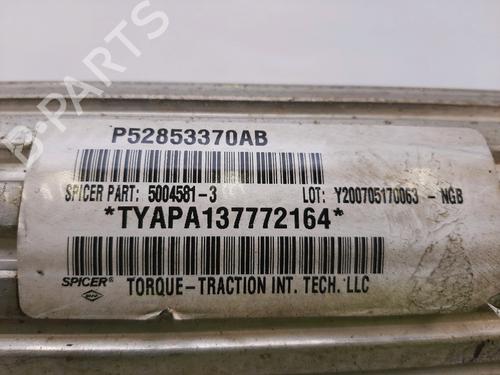 P52853370AB
SPICER PART: 5004581-3 LOT: Y200705170063 - NGB
*TYAPA137772164*
SPICER® TORQUE-TRACTION INT. TECH. LLC
B-Parts